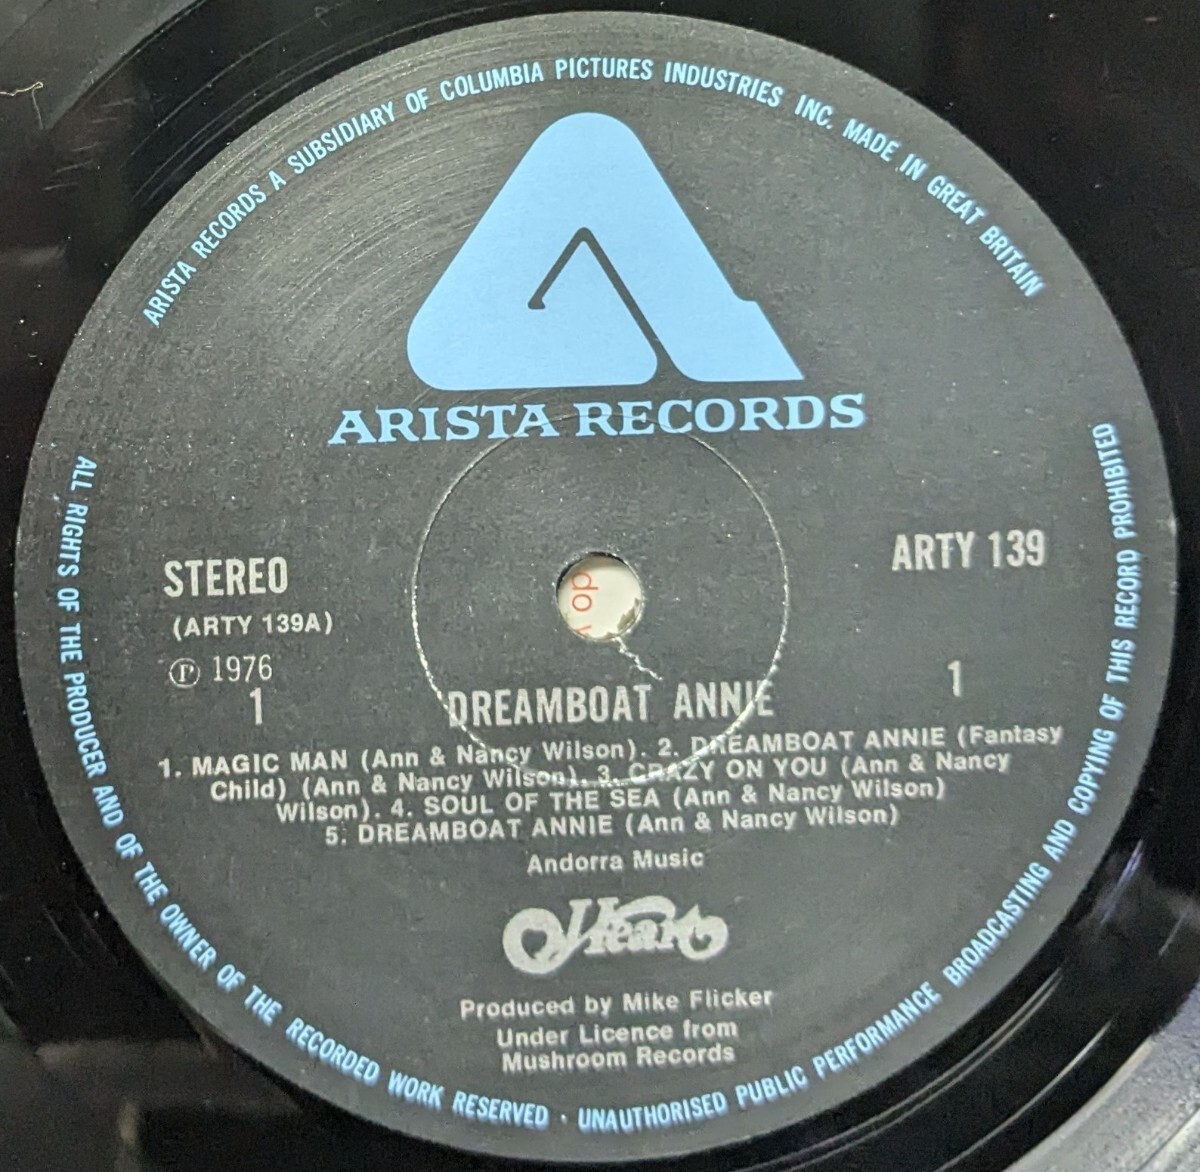 ARISTA RECORDS A SUBSIDIARY OF COLUMBIA PICTURES INDUSTRIES INC. MADE IN GREAT BRITAIN
ARISTA RECORDS
STEREO
(ARTY 139A)
Ⓟ 1976
1
ARTY 139
1
DREAMBOAT ANNIE
1. MAGIC MAN (Ann & Nancy Wilson). 2. DREAMBOAT ANNIE (Fantasy
Child) (Ann & Nancy Wilson). 3. CRAZY ON YOU (Ann & Nancy
Wilson). 4. SOUL OF THE SEA (Ann & Nancy Wilson)
5. DREAMBOAT ANNIE (Ann & Nancy Wilson)
Andorra Music
Heart
Produced by Mike Flicker
Under Licence from
Mushroom Records
ALL RIGHTS OF THE PRODUCER AND OF THE OWNER OF THE RECORDED WORK RESERVED · UNAUTHORISED PUBLIC PERFORMANCE BROADCASTING AND COPYING OF THIS RECORD PROHIBITED